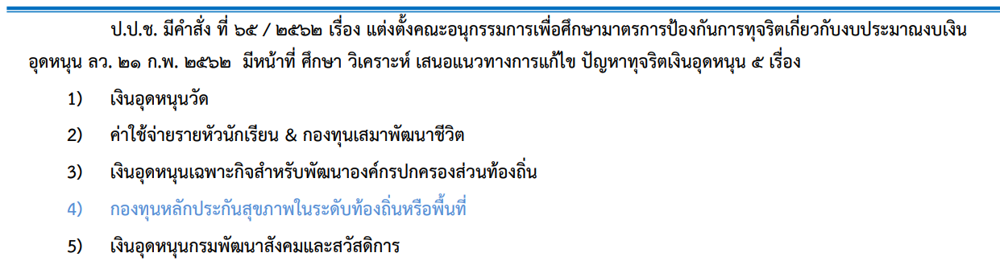 ป.ป.ช. มีคำสั่ง ที่ ๖๕ / ๒๕๖๒ เรื่อง แต่งตั้งคณะอนุกรรมการเพื่อศึกษามาตรการป้องกันการทุจริตเกี่ยวกับงบประมาณงบเงิน
อุดหนุน ลว. ๒๑ ก.พ. ๒๕๖๒ มีหน้าที่ ศึกษา วิเคราะห์ เสนอแนวทางการแก้ไข ปัญหาทุจริตเงินอุดหนุน ๕ เรื่อง
1) เงินอุดหนุนวัด
2) ค่าใช้จ่ายรายหัวนักเรียน & กองทุนเสมาพัฒนาชีวิต
3) เงินอุดหนุนเฉพาะกิจสำหรับพัฒนาองค์กรปกครองส่วนท้องถิ่น
4) กองทุนหลักประกันสุขภาพในระดับท้องถิ่นหรือพื้นที่
5) เงินอุดหนุนกรมพัฒนาสังคมและสวัสดิการ